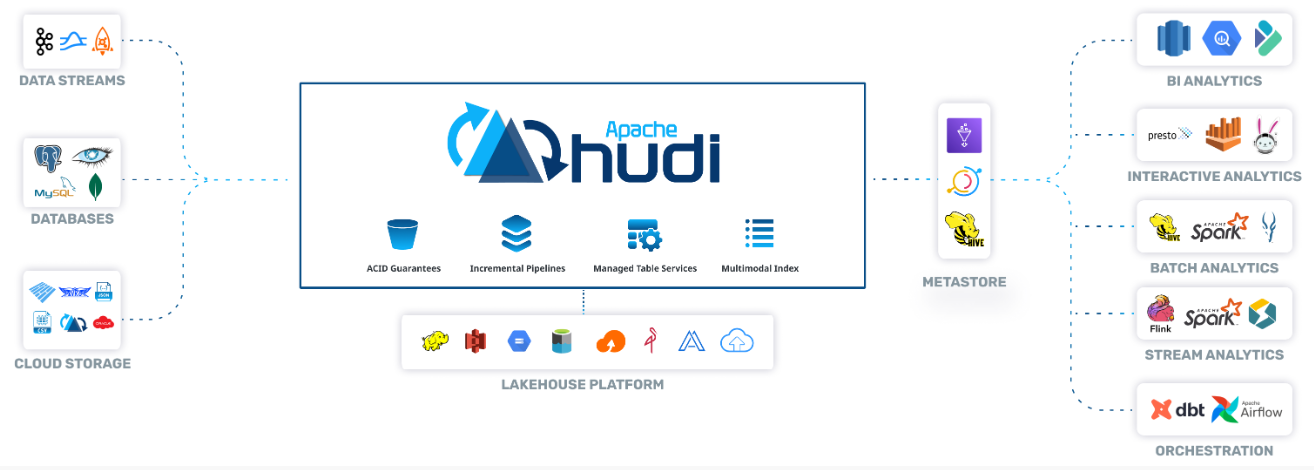 DATA STREAMS
MySQL
DATABASES
JSON
CSV
ORACLE
CLOUD STORAGE
Apache
hudi
ACID Guarantees
Incremental Pipelines
Managed Table Services
Multimodal Index
LAKEHOUSE PLATFORM
HIVE
METASTORE
BI ANALYTICS
presto
INTERACTIVE ANALYTICS
HIVE
APACHE
Spark
BATCH ANALYTICS
Flink
APACHE
Spark
STREAM ANALYTICS
dbt
Apache
Airflow
ORCHESTRATION